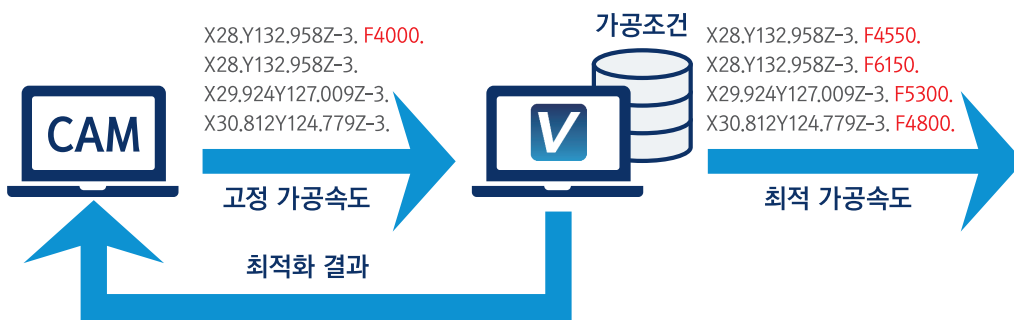 CAM
X28.Y132.958Z-3. F4000.
X28.Y132.958Z-3.
X29.924Y127.009Z-3.
X30.812Y124.779Z-3.
고정 가공속도
가공조건
V
X28.Y132.958Z-3. F4550.
X28.Y132.958Z-3. F6150.
X29.924Y127.009Z-3. F5300.
X30.812Y124.779Z-3. F4800.
최적 가공속도
최적화 결과